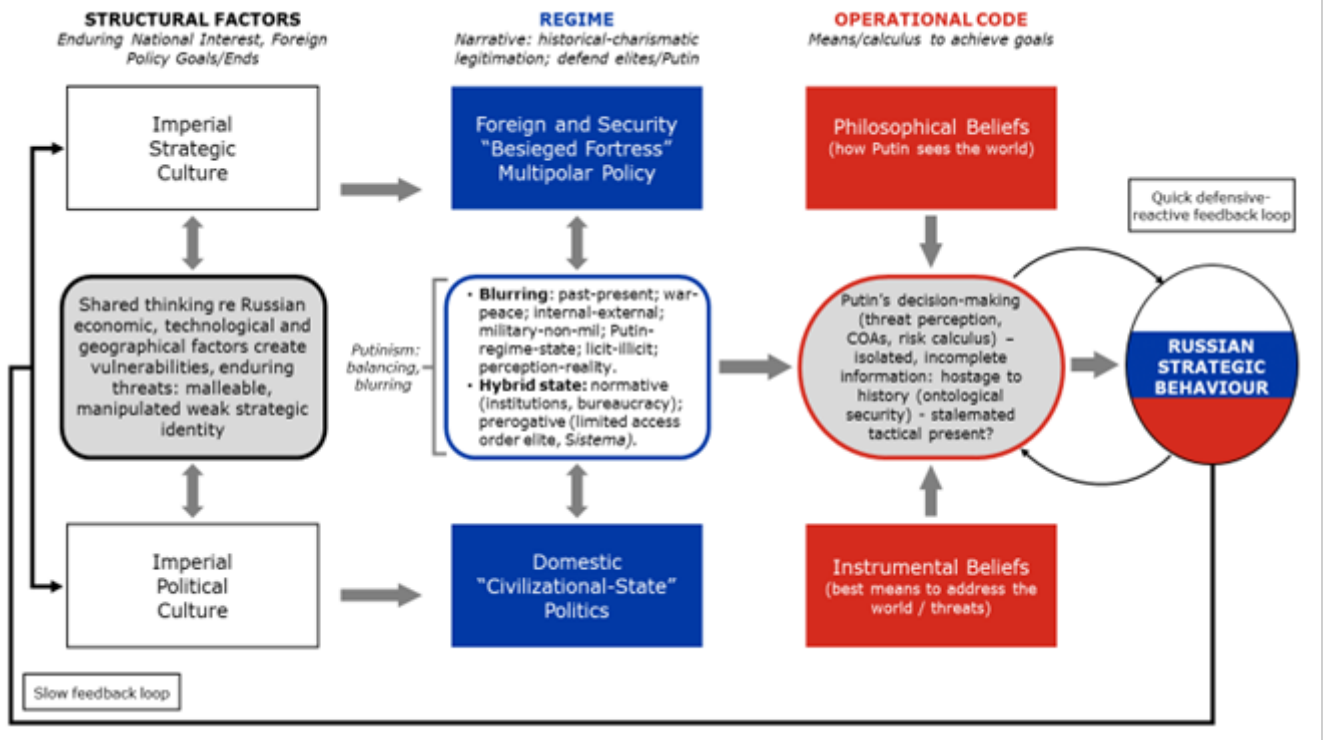 STRUCTURAL FACTORS
Enduring National Interest, Foreign
Policy Goals/Ends
REGIME
Narrative: historical-charismatic
legitimation; defend elites/Putin
OPERATIONAL CODE
Means/calculus to achieve goals
Imperial
Strategic
Culture
Foreign and Security
“Besieged Fortress”
Multipolar Policy
Philosophical Beliefs
(how Putin sees the world)
Quick defensive-
reactive feedback loop
Shared thinking re Russian
economic, technological and
geographical factors create
vulnerabilities, enduring
threats: malleable,
manipulated weak strategic
identity
Putinism:
balancing,
blurring
• Blurring: past-present; war-
peace; internal-external;
military-non-mil; Putin-
regime-state; licit-illicit;
perception-reality.
• Hybrid state: normative
(institutions, bureaucracy);
prerogative (limited access
order elite, Sistema).
Putin’s decision-making
(threat perception,
COAs, risk calculus) –
isolated, incomplete
information: hostage to
history (ontological
security) - stalemated
tactical present?
RUSSIAN
STRATEGIC
BEHAVIOUR
Imperial
Political
Culture
Domestic
“Civilizational-State”
Politics
Instrumental Beliefs
(best means to address the
world / threats)
Slow feedback loop